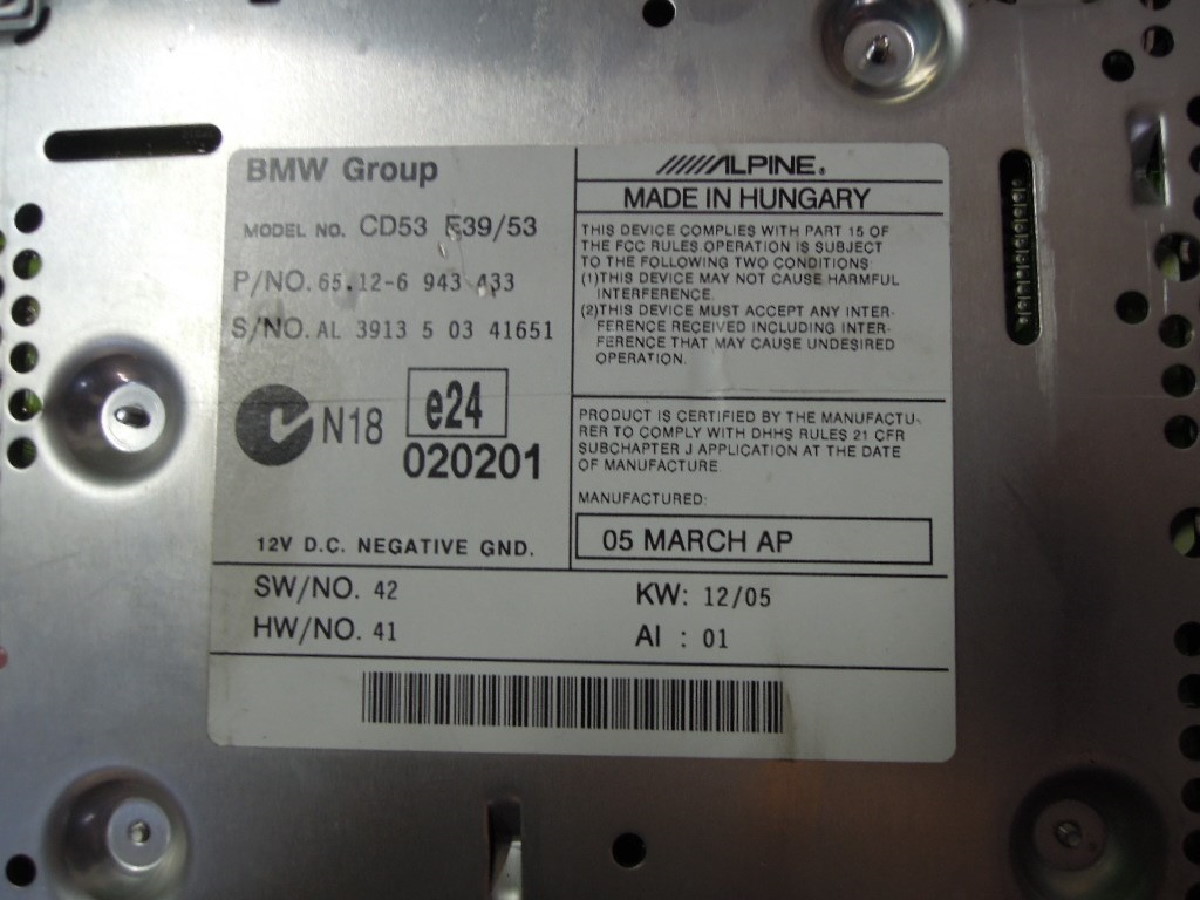 BMW Group
MODEL NO. CD53 E39/53
P/NO. 65.12-6 943 433
S/NO. AL 3913 5 03 41651
N18
e24
020201
12V D.C. NEGATIVE GND.
ALPINE®
MADE IN HUNGARY
THIS DEVICE COMPLIES WITH PART 15 OF
THE FCC RULES.OPERATION IS SUBJECT
TO THE FOLLOWING TWO CONDITIONS:
(1)THIS DEVICE MAY NOT CAUSE HARMFUL
INTERFERENCE.
(2)THIS DEVICE MUST ACCEPT ANY INTER-
FERENCE RECEIVED INCLUDING INTER-
FERENCE THAT MAY CAUSE UNDESIRED
OPERATION.
PRODUCT IS CERTIFIED BY THE MANUFACTU-
RER TO COMPLY WITH DHHS RULES 21 CFR
SUBCHAPTER J APPLICATION AT THE DATE
OF MANUFACTURE.
MANUFACTURED:
05 MARCH AP
SW/NO. 42
KW: 12/05
HW/NO. 41
AI : 01